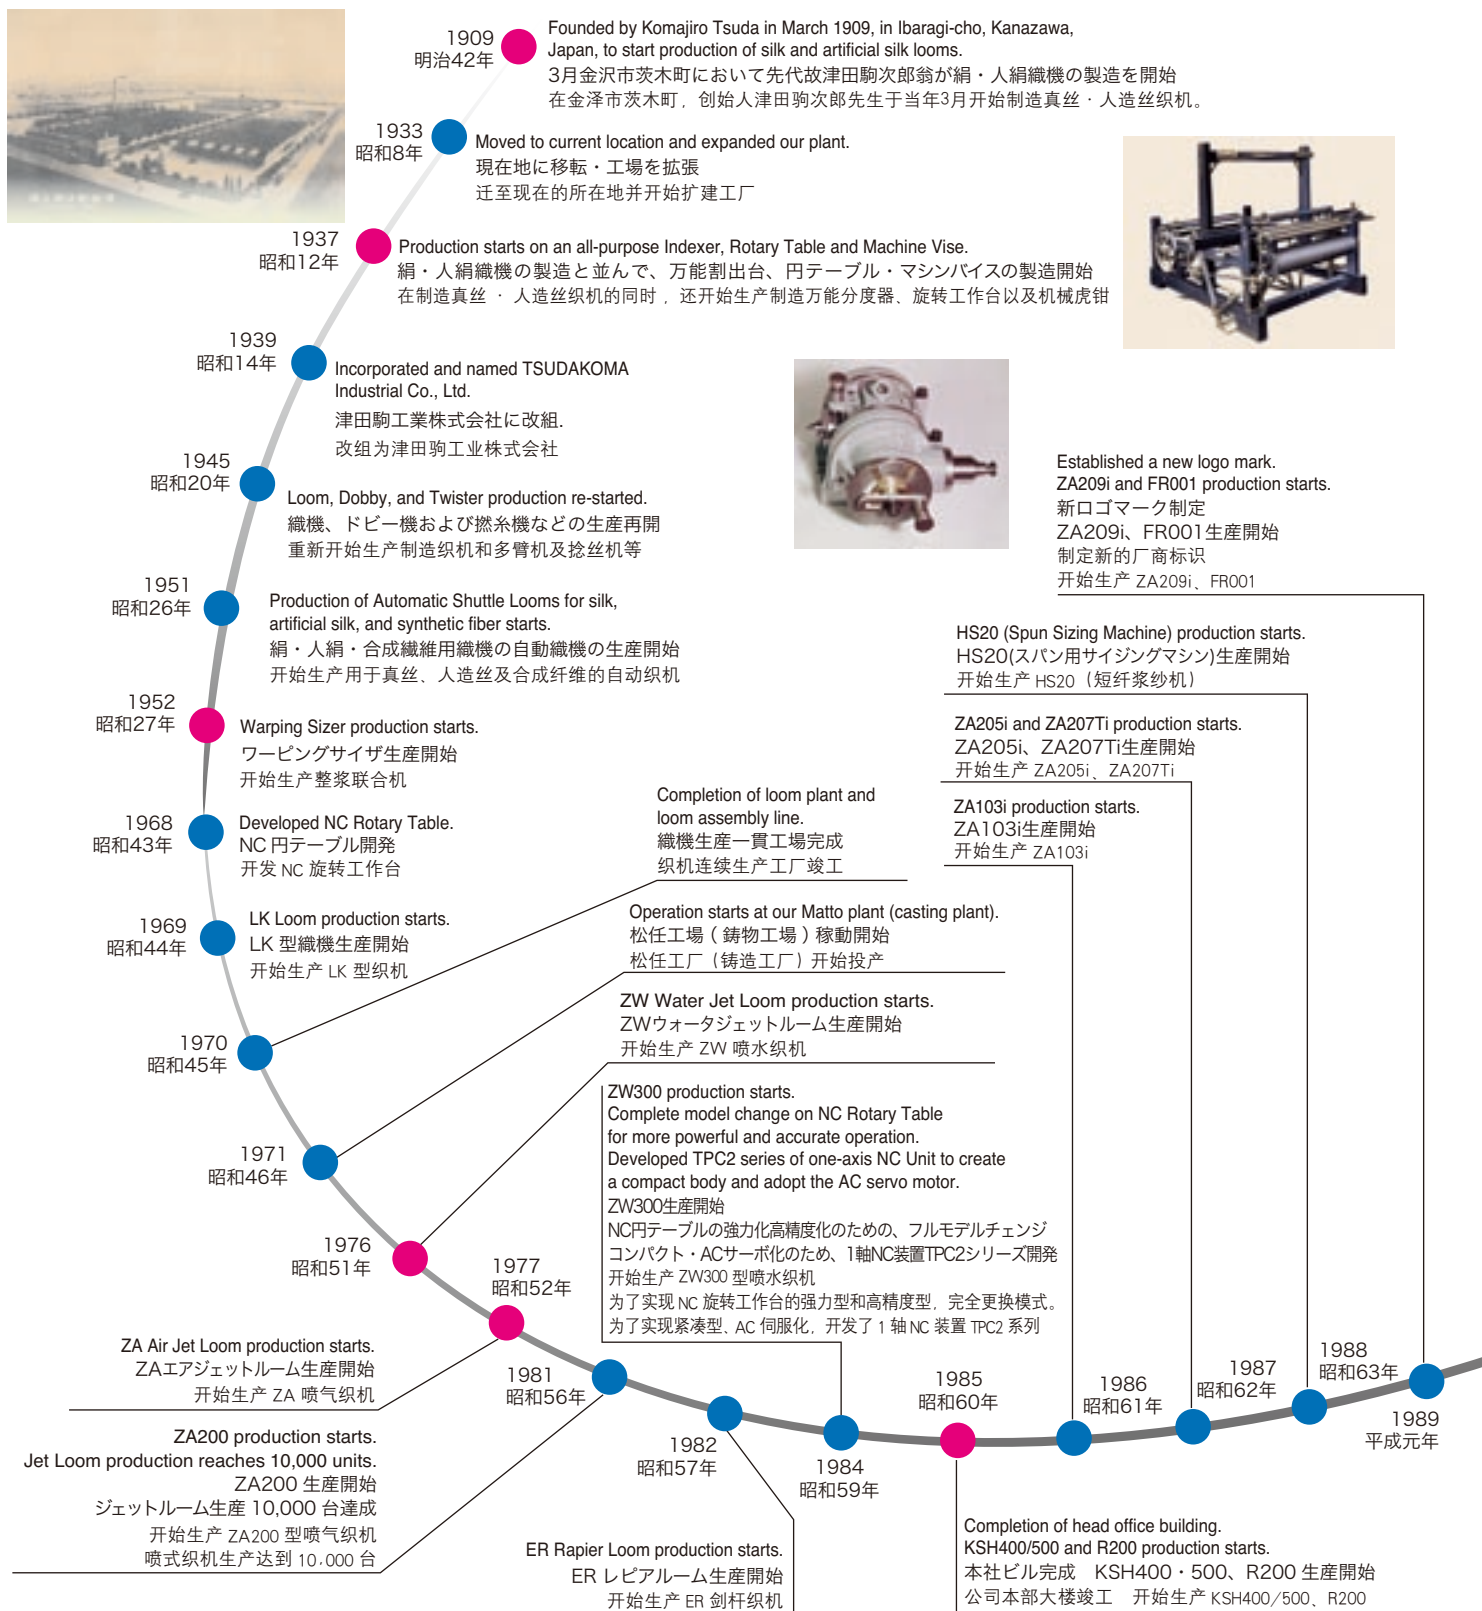 1909
明治42年
Founded by Komajiro Tsuda in March 1909, in Ibaragi-cho, Kanazawa,
Japan, to start production of silk and artificial silk looms.
3月金沢市茨木町において先代故津田駒次郎翁が絹・人絹織機の製造を開始
在金泽市茨木町，创始人津田驹次郎先生于当年3月开始制造真丝・人造丝织机。
1933
昭和8年
Moved to current location and expanded our plant.
現在地に移転・工場を拡張
迁至现在的所在地并开始扩建工厂
1937
昭和12年
Production starts on an all-purpose Indexer, Rotary Table and Machine Vise.
絹・人絹織機の製造と並んで、万能割出台、円テーブル・マシンバイスの製造開始
在制造真丝 · 人造丝织机的同时，还开始生产制造万能分度器、旋转工作台以及机械虎钳
1939
昭和14年
Incorporated and named TSUDAKOMA
Industrial Co., Ltd.
津田駒工業株式会社に改組.
改组为津田驹工业株式会社
1945
昭和20年
Loom, Dobby, and Twister production re-started.
織機、ドビー機および撚糸機などの生産再開
重新开始生产制造织机和多臂机及捻丝机等
1951
昭和26年
Production of Automatic Shuttle Looms for silk,
artificial silk, and synthetic fiber starts.
絹・人絹・合成繊維用織機の自動織機の生産開始
开始生产用于真丝、人造丝及合成纤维的自动织机
1952
昭和27年
Warping Sizer production starts.
ワーピングサイザ生産開始
开始生产整浆联合机
1968
昭和43年
Developed NC Rotary Table.
NC 円テーブル開発
开发 NC 旋转工作台
1969
昭和44年
LK Loom production starts.
LK 型織機生産開始
开始生产 LK 型织机
1970
昭和45年
Completion of loom plant and
loom assembly line.
織機生産一貫工場完成
织机连续生产工厂竣工
1971
昭和46年
Operation starts at our Matto plant (casting plant).
松任工場 ( 鋳物工場 ) 稼動開始
松任工厂（铸造工厂）开始投产
1976
昭和51年
ZW Water Jet Loom production starts.
ZWウォータジェットルーム生産開始
开始生产 ZW 喷水织机
1977
昭和52年
ZA Air Jet Loom production starts.
ZAエアジェットルーム生産開始
开始生产 ZA 喷气织机
1981
昭和56年
ZA200 production starts.
Jet Loom production reaches 10,000 units.
ZA200 生産開始
ジェットルーム生産 10,000 台達成
开始生产 ZA200 型喷气织机
喷式织机生产达到 10,000 台
1982
昭和57年
ER Rapier Loom production starts.
ER レピアルーム生産開始
开始生产 ER 剑杆织机
1984
昭和59年
ZW300 production starts.
Complete model change on NC Rotary Table
for more powerful and accurate operation.
Developed TPC2 series of one-axis NC Unit to create
a compact body and adopt the AC servo motor.
ZW300生産開始
NC円テーブルの強力化高精度化のための、フルモデルチェンジ
コンパクト・ACサーボ化のため、1軸NC装置TPC2シリーズ開発
开始生产 ZW300 型喷水织机
为了实现 NC 旋转工作台的强力型和高精度型，完全更换模式。
为了实现紧凑型、AC 伺服化，开发了 1 轴 NC 装置 TPC2 系列
1985
昭和60年
Completion of head office building.
KSH400/500 and R200 production starts.
本社ビル完成　KSH400・500、R200 生産開始
公司本部大楼竣工　开始生产 KSH400/500、R200
1986
昭和61年
ZA103i production starts.
ZA103i生産開始
开始生产 ZA103i
1987
昭和62年
ZA205i and ZA207Ti production starts.
ZA205i、ZA207Ti生産開始
开始生产 ZA205i、ZA207Ti
1988
昭和63年
HS20 (Spun Sizing Machine) production starts.
HS20(スパン用サイジングマシン)生産開始
开始生产 HS20（短纤浆纱机）
1989
平成元年
Established a new logo mark.
ZA209i and FR001 production starts.
新ロゴマーク制定
ZA209i、FR001生産開始
制定新的厂商标识
开始生产 ZA209i、FR001